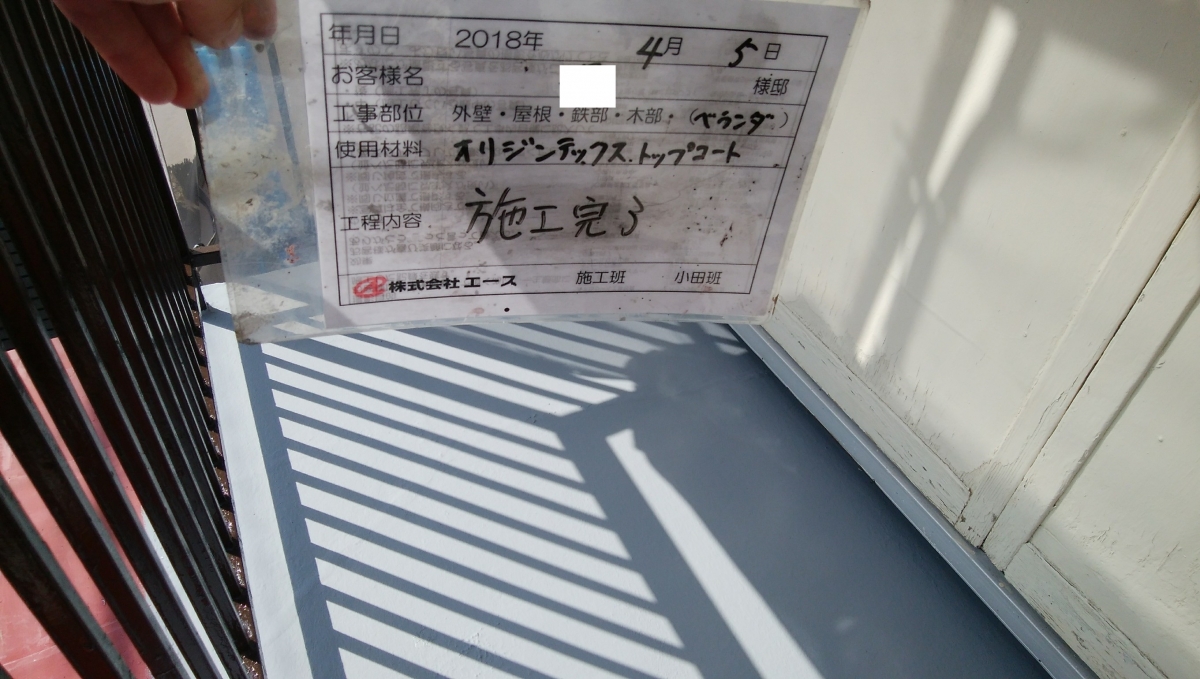 年月日 2018年 4月 5日
お客様名 様邸
工事部位 外壁・屋根・鉄部・木部・(ベランダ)
使用材料 オリジンテックス.トップコート
工程内容 施工完了
株式会社 エース 施工班 小田班